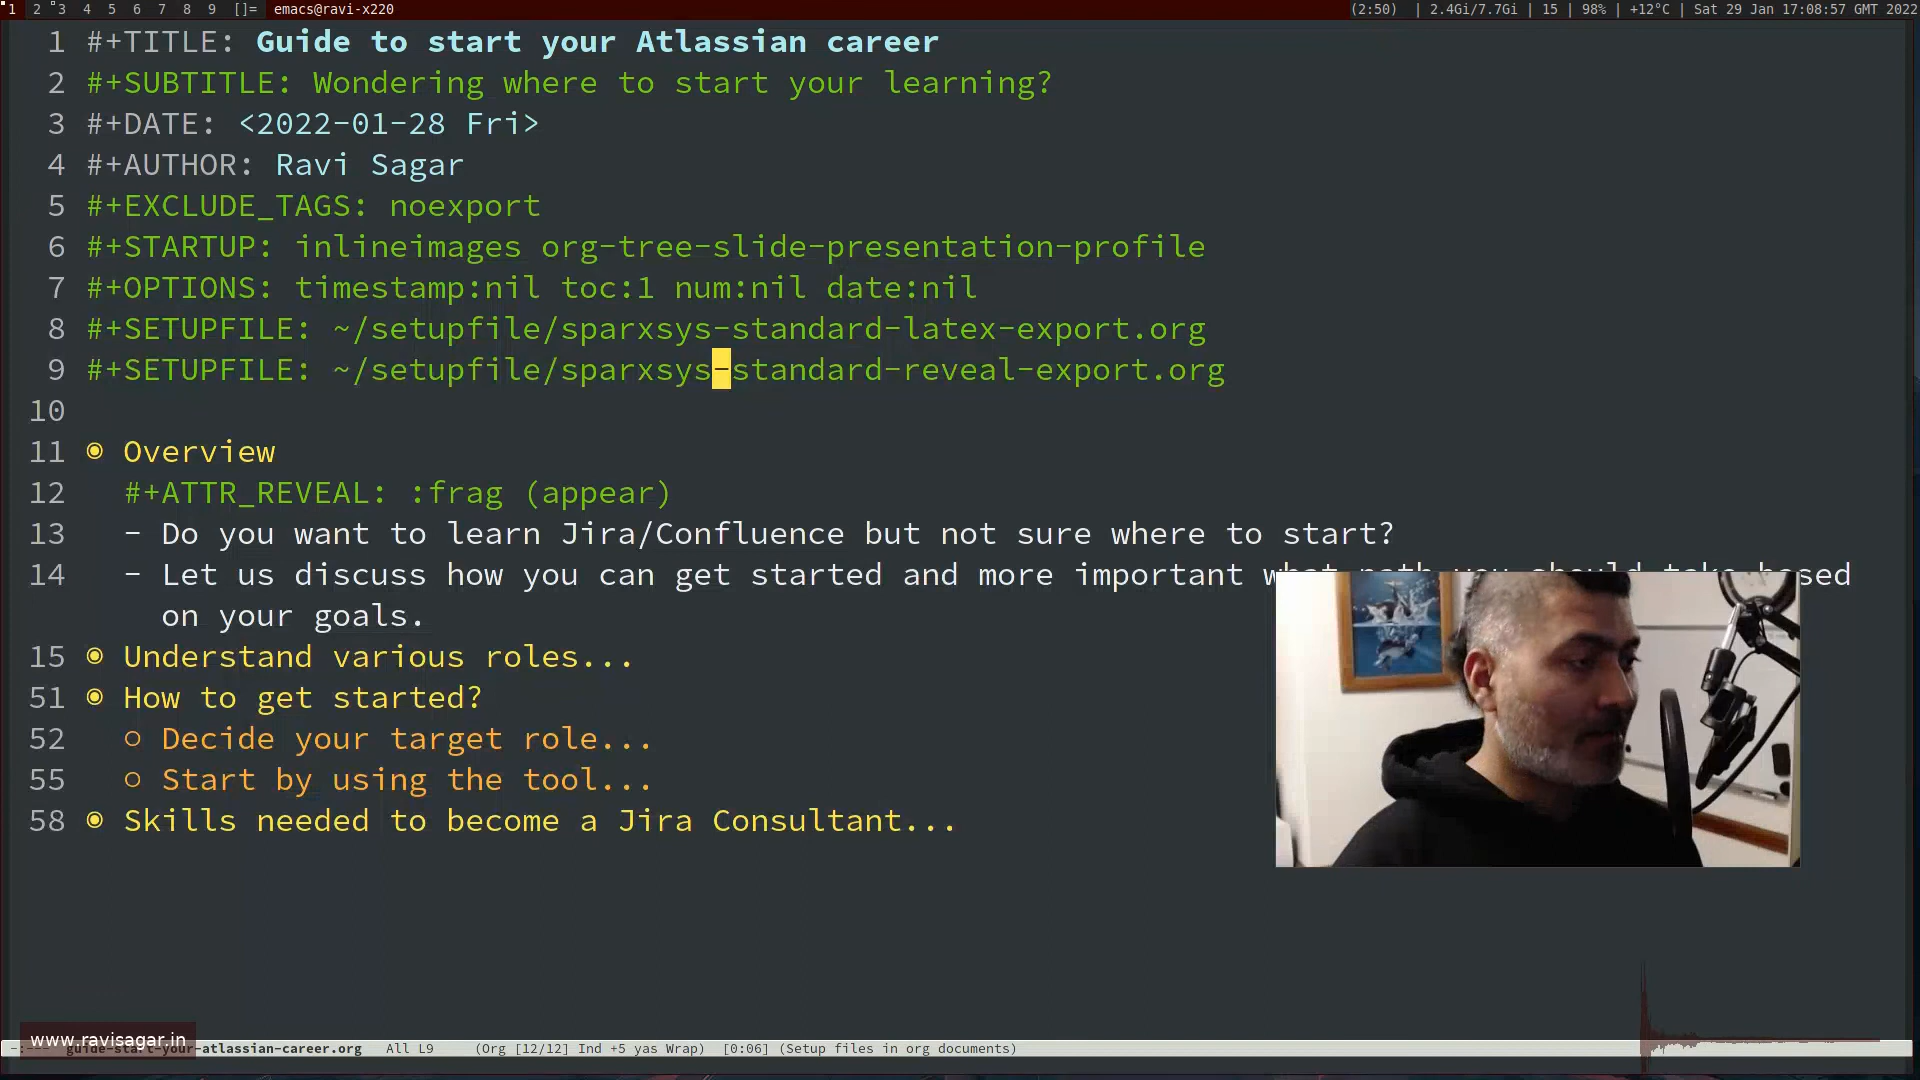 1 2 3 4 5 6 7 8 9 []= emacs@ravi-x220 (2:50) | 2.4Gi/7.7Gi | 15 | 98% | +12°C | Sat 29 Jan 17:08:57 GMT 2022
1 #+TITLE: Guide to start your Atlassian career
2 #+SUBTITLE: Wondering where to start your learning?
3 #+DATE: <2022-01-28 Fri>
4 #+AUTHOR: Ravi Sagar
5 #+EXCLUDE_TAGS: noexport
6 #+STARTUP: inlineimages org-tree-slide-presentation-profile
7 #+OPTIONS: timestamp:nil toc:1 num:nil date:nil
8 #+SETUPFILE: ~/setupfile/sparxsys-standard-latex-export.org
9 #+SETUPFILE: ~/setupfile/sparxsys-standard-reveal-export.org
10
11 ◉ Overview
12 #+ATTR_REVEAL: :frag (appear)
13 - Do you want to learn Jira/Confluence but not sure where to start?
14 - Let us discuss how you can get started and more important what path you should take based
on your goals.
15 ◉ Understand various roles...
51 ◉ How to get started?
52 ○ Decide your target role...
55 ○ Start by using the tool...
58 ◉ Skills needed to become a Jira Consultant...
www.ravisagar.in
-:--- guide-start-your-atlassian-career.org All L9 (Org [12/12] Ind +5 yas Wrap) [0:06] (Setup files in org documents)